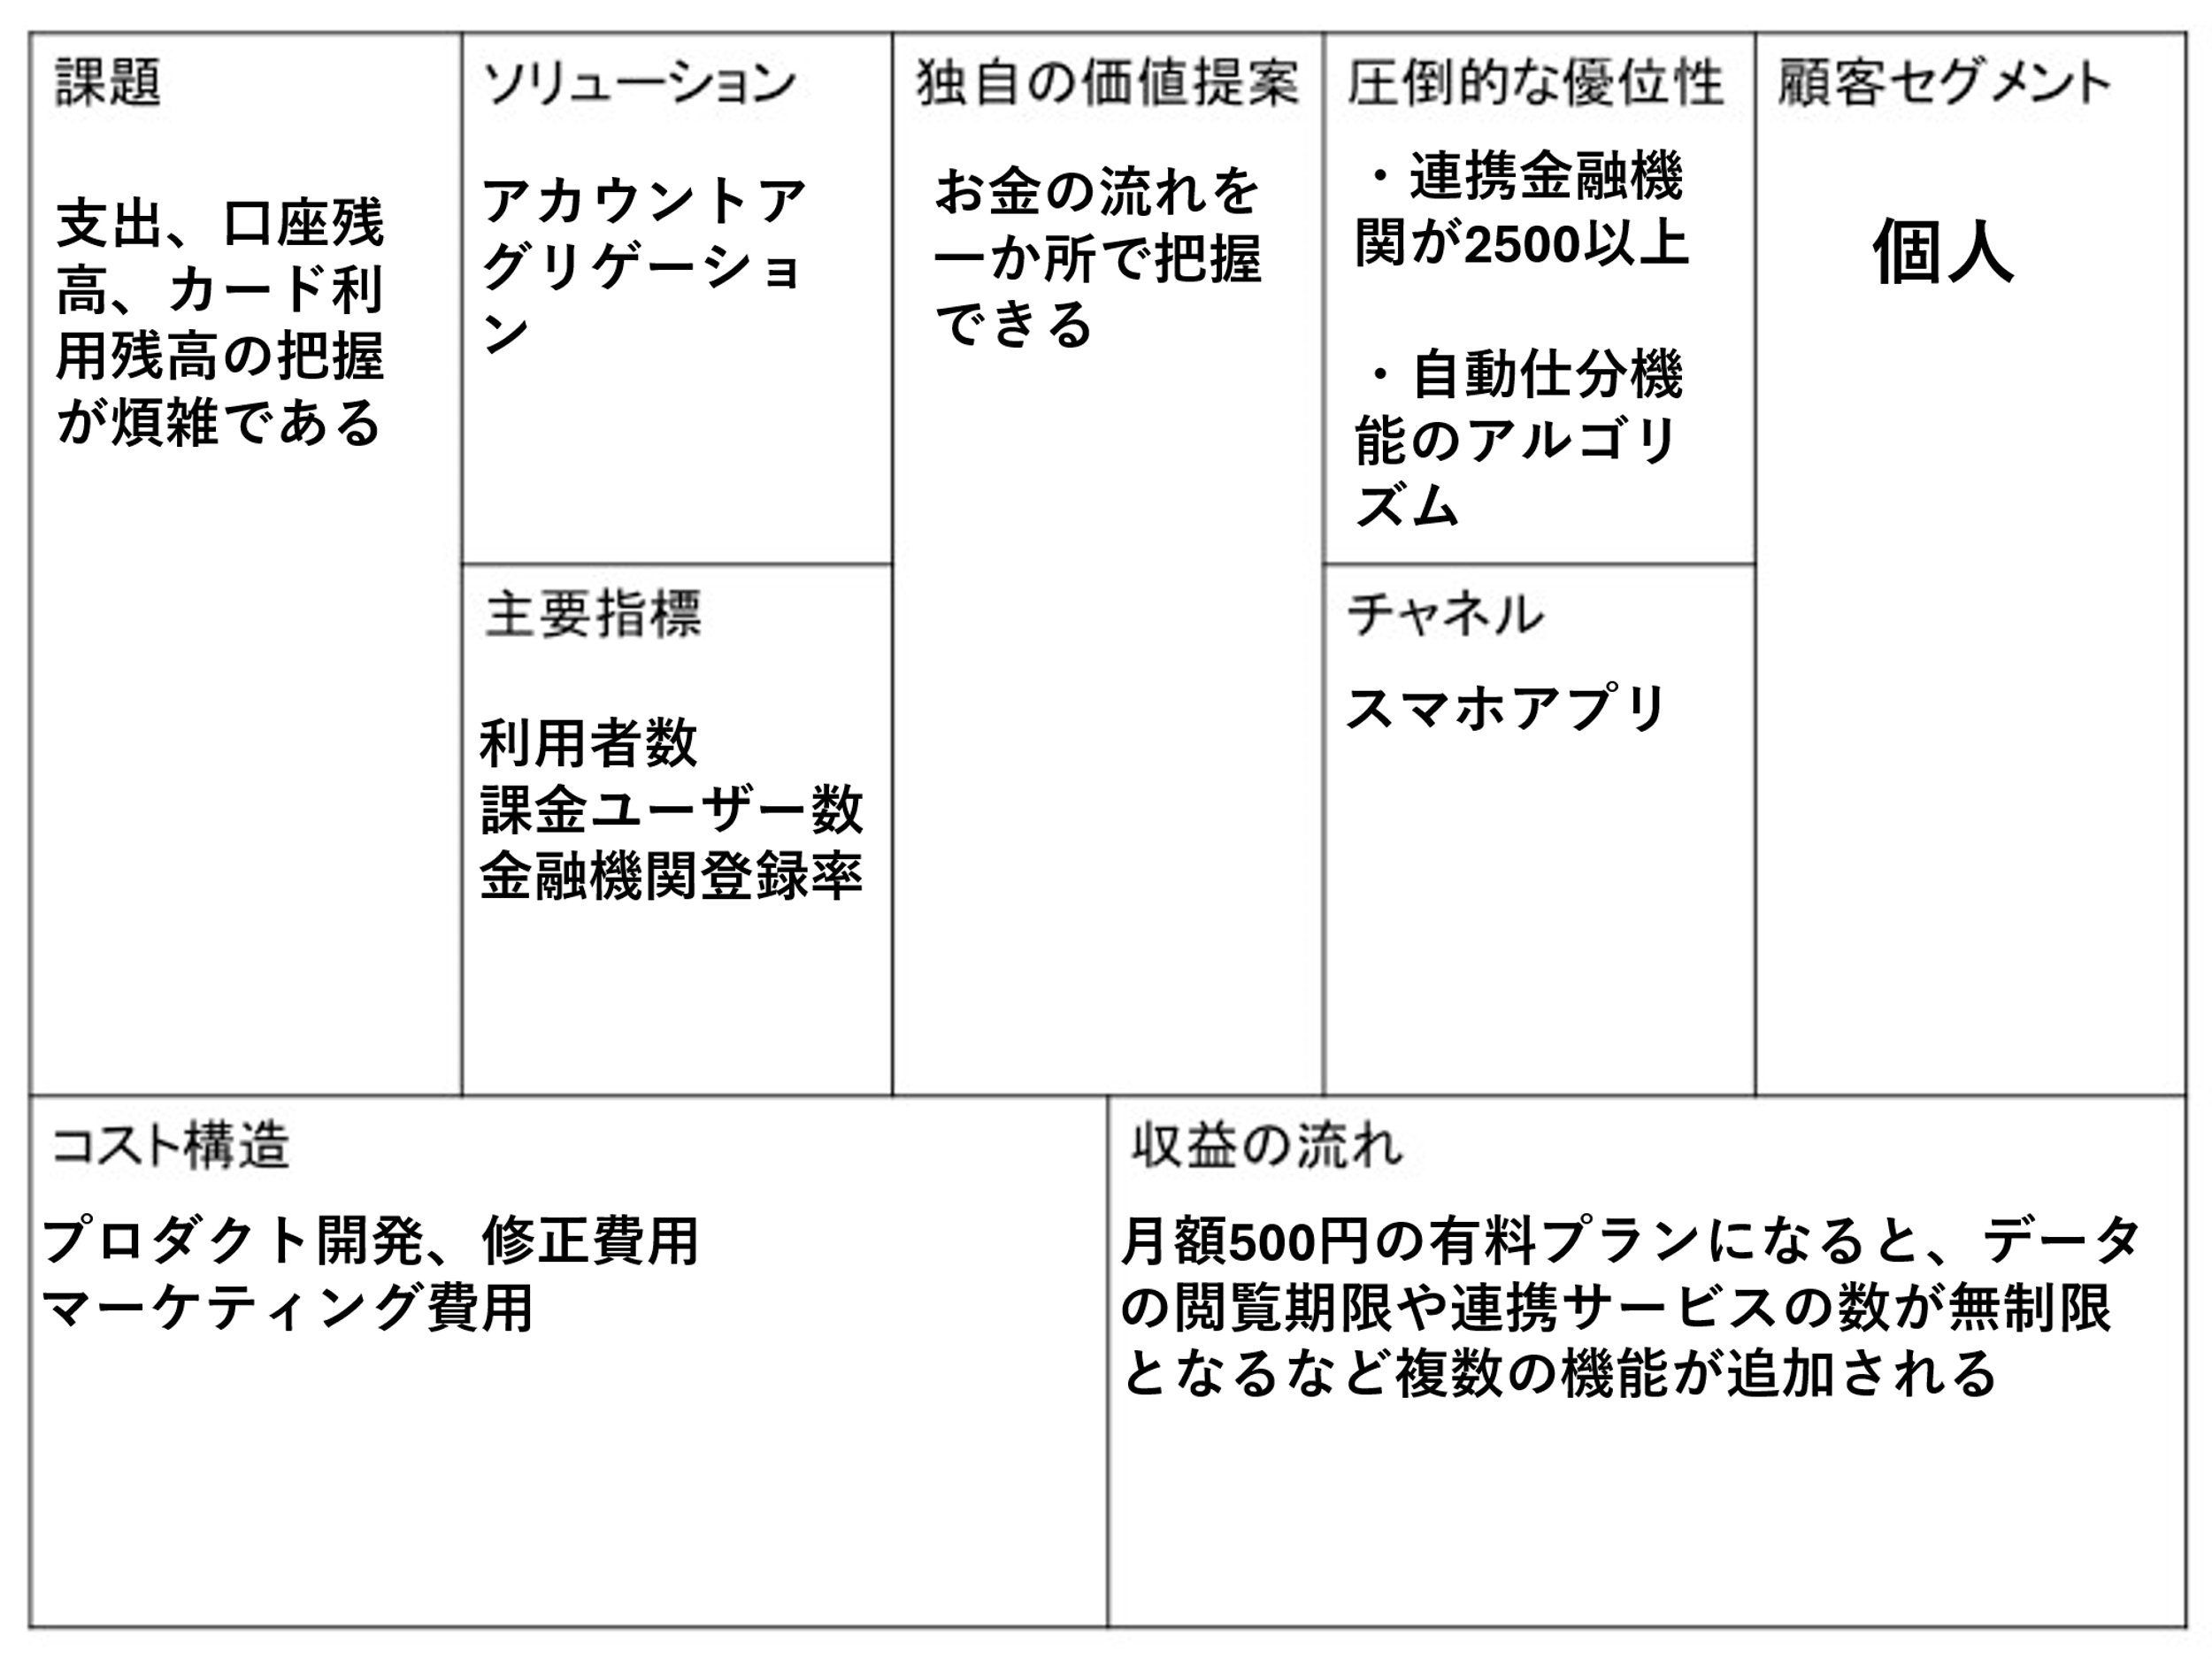 課題
支出、口座残
高、カード利
用残高の把握
が煩雑である
ソリューション
アカウントア
グリゲーショ
ン
主要指標
利用者数
課金ユーザー数
金融機関登録率
独自の価値提案
お金の流れを
一か所で把握
できる
圧倒的な優位性
・連携金融機
関が2500以上
・自動仕分機
能のアルゴリ
ズム
チャネル
スマホアプリ
顧客セグメント
個人
コスト構造
プロダクト開発、修正費用
マーケティング費用
収益の流れ
月額500円の有料プランになると、データ
の閲覧期限や連携サービスの数が無制限
となるなど複数の機能が追加される